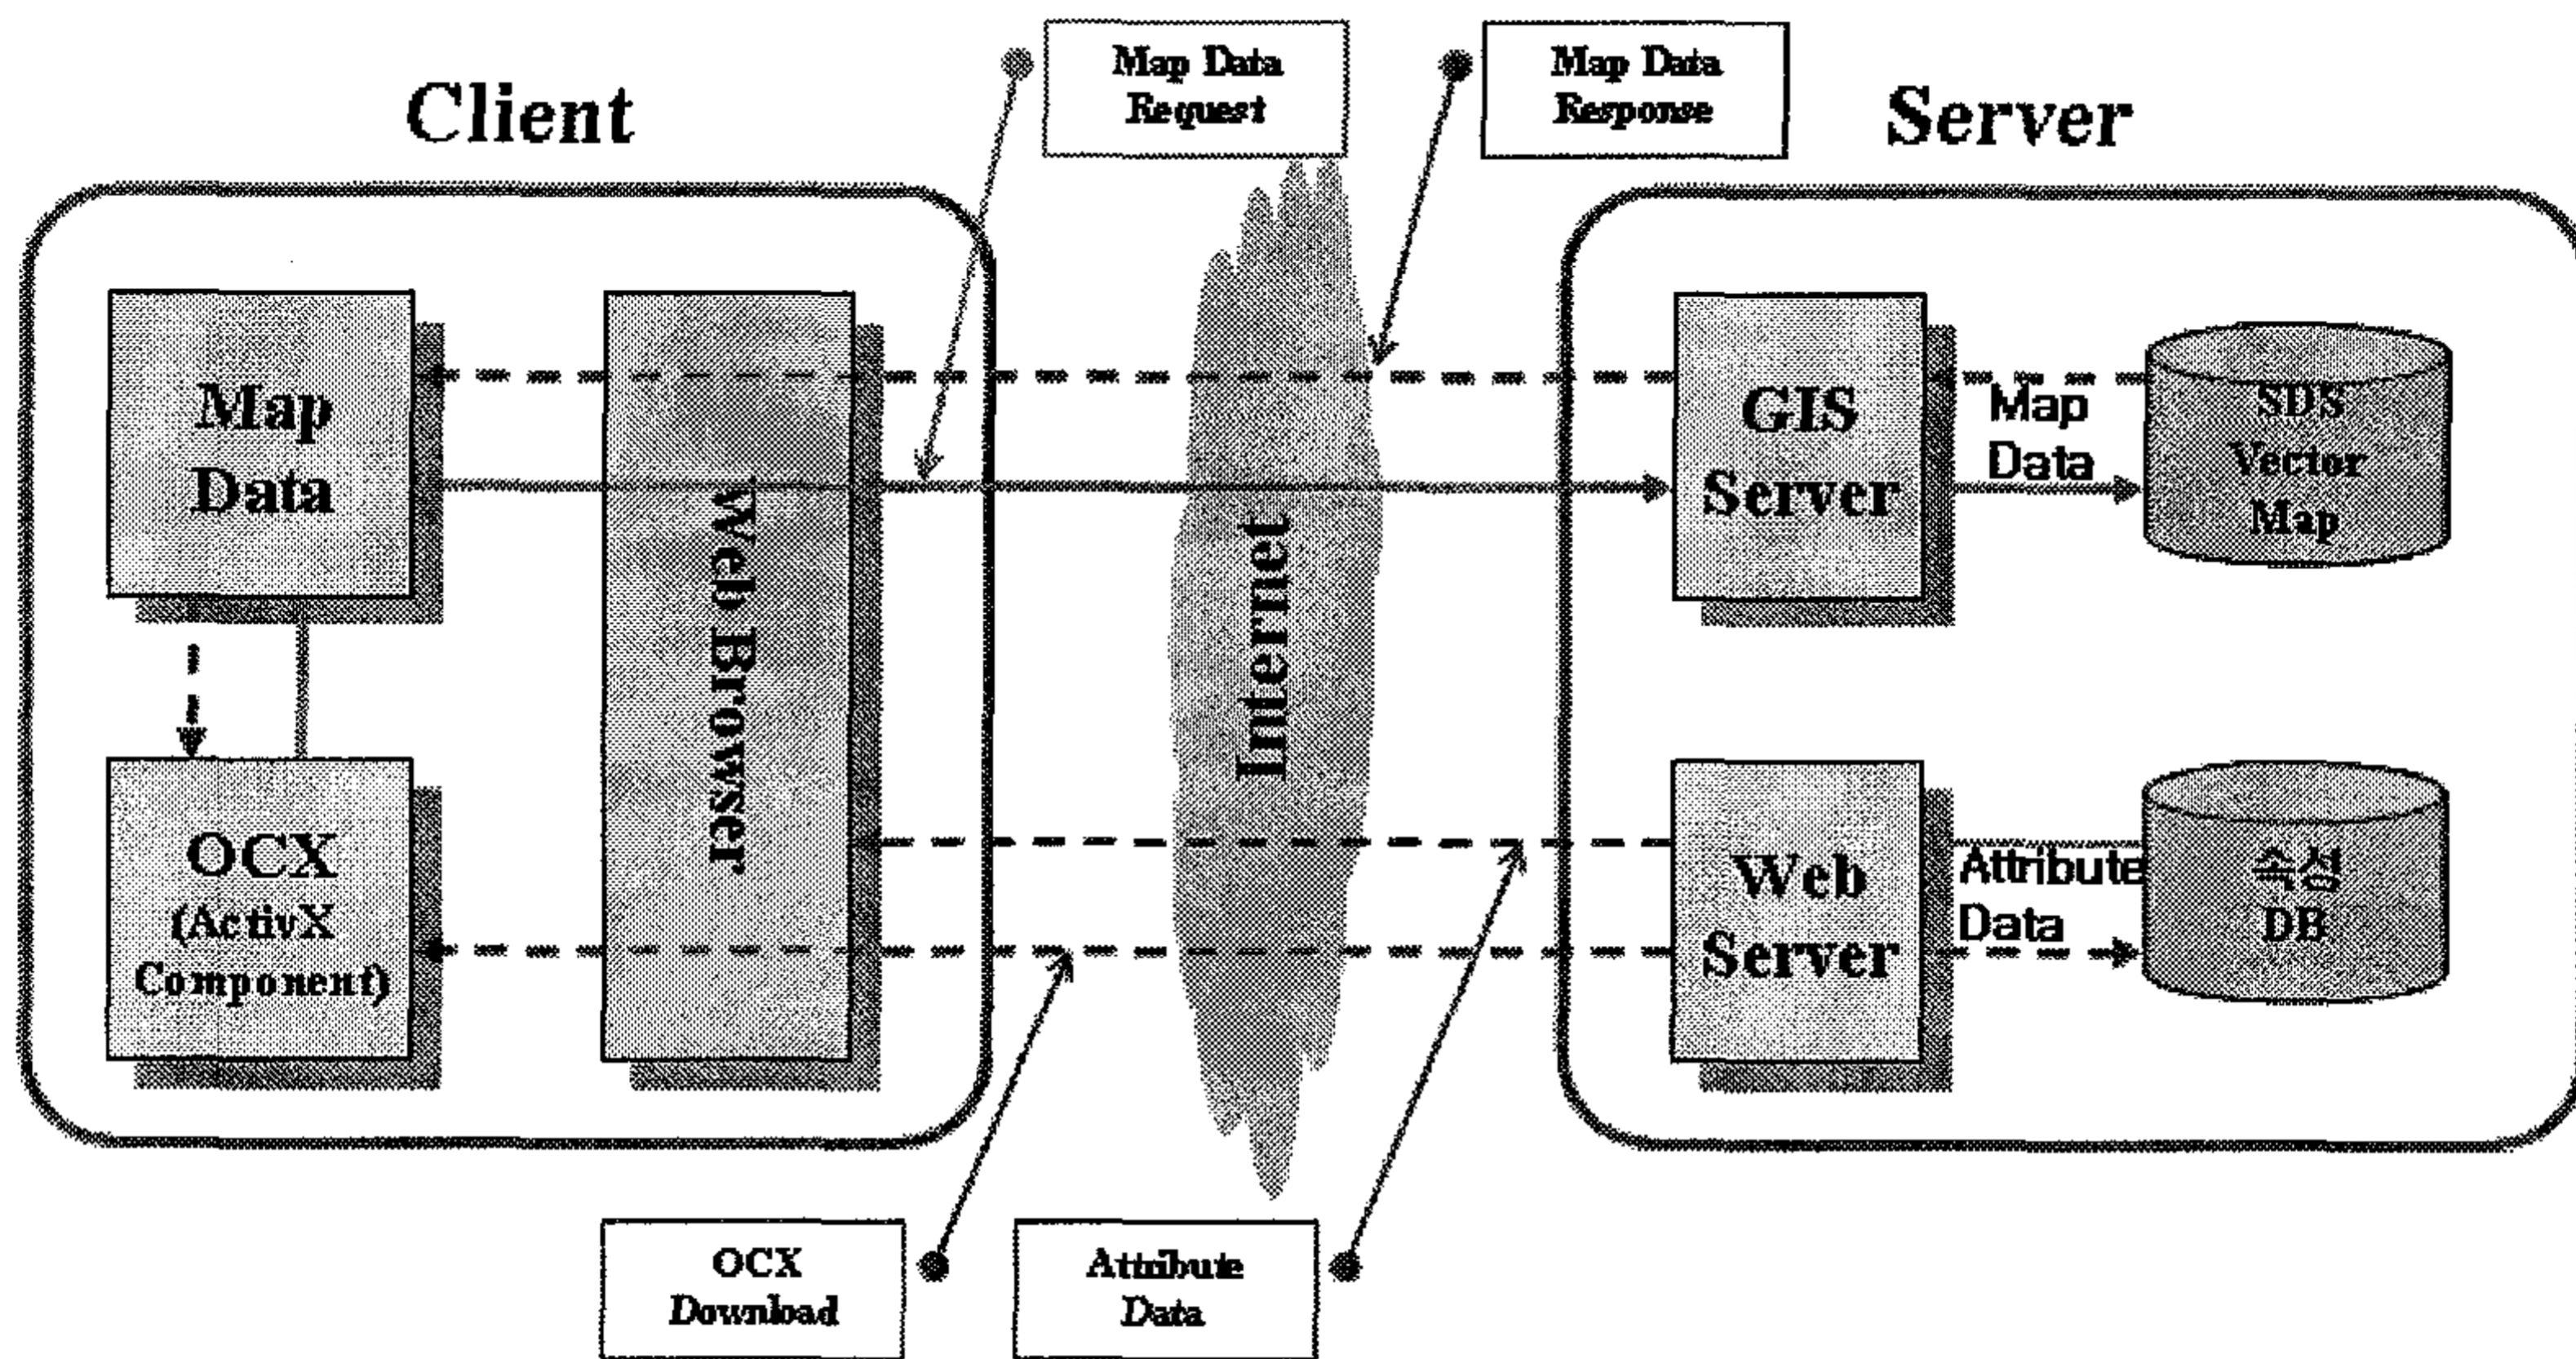 Map Data
Request
Map Data
Response
Client
Server
Map
Data
Web Browser
Internet
GIS
Server
Map
Data
SDS
Vector
Map
OCX
(ActivX
Component)
Web
Server
Attribute
Data
속성
DB
OCX
Download
Attribute
Data